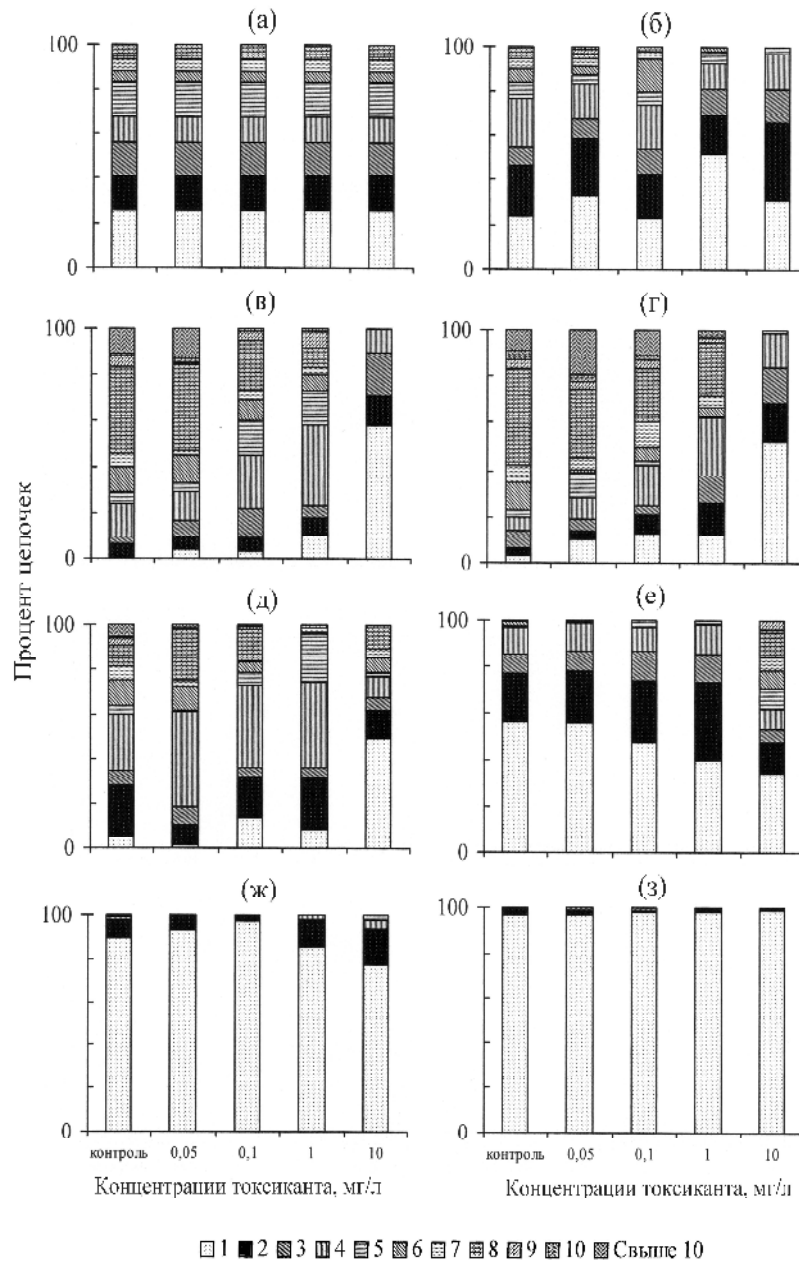 (а)
(б)
100
0
100
0
(в)
(г)
100
0
100
0
Процент цепочек
(д)
(е)
100
0
100
0
(ж)
(з)
100
0
100
0
контроль 0,05 0,1 1 10
контроль 0,05 0,1 1 10
Концентрации токсиканта, мг/л
Концентрации токсиканта, мг/л
1 2 3 4 5 6 7 8 9 10 Свыше 10